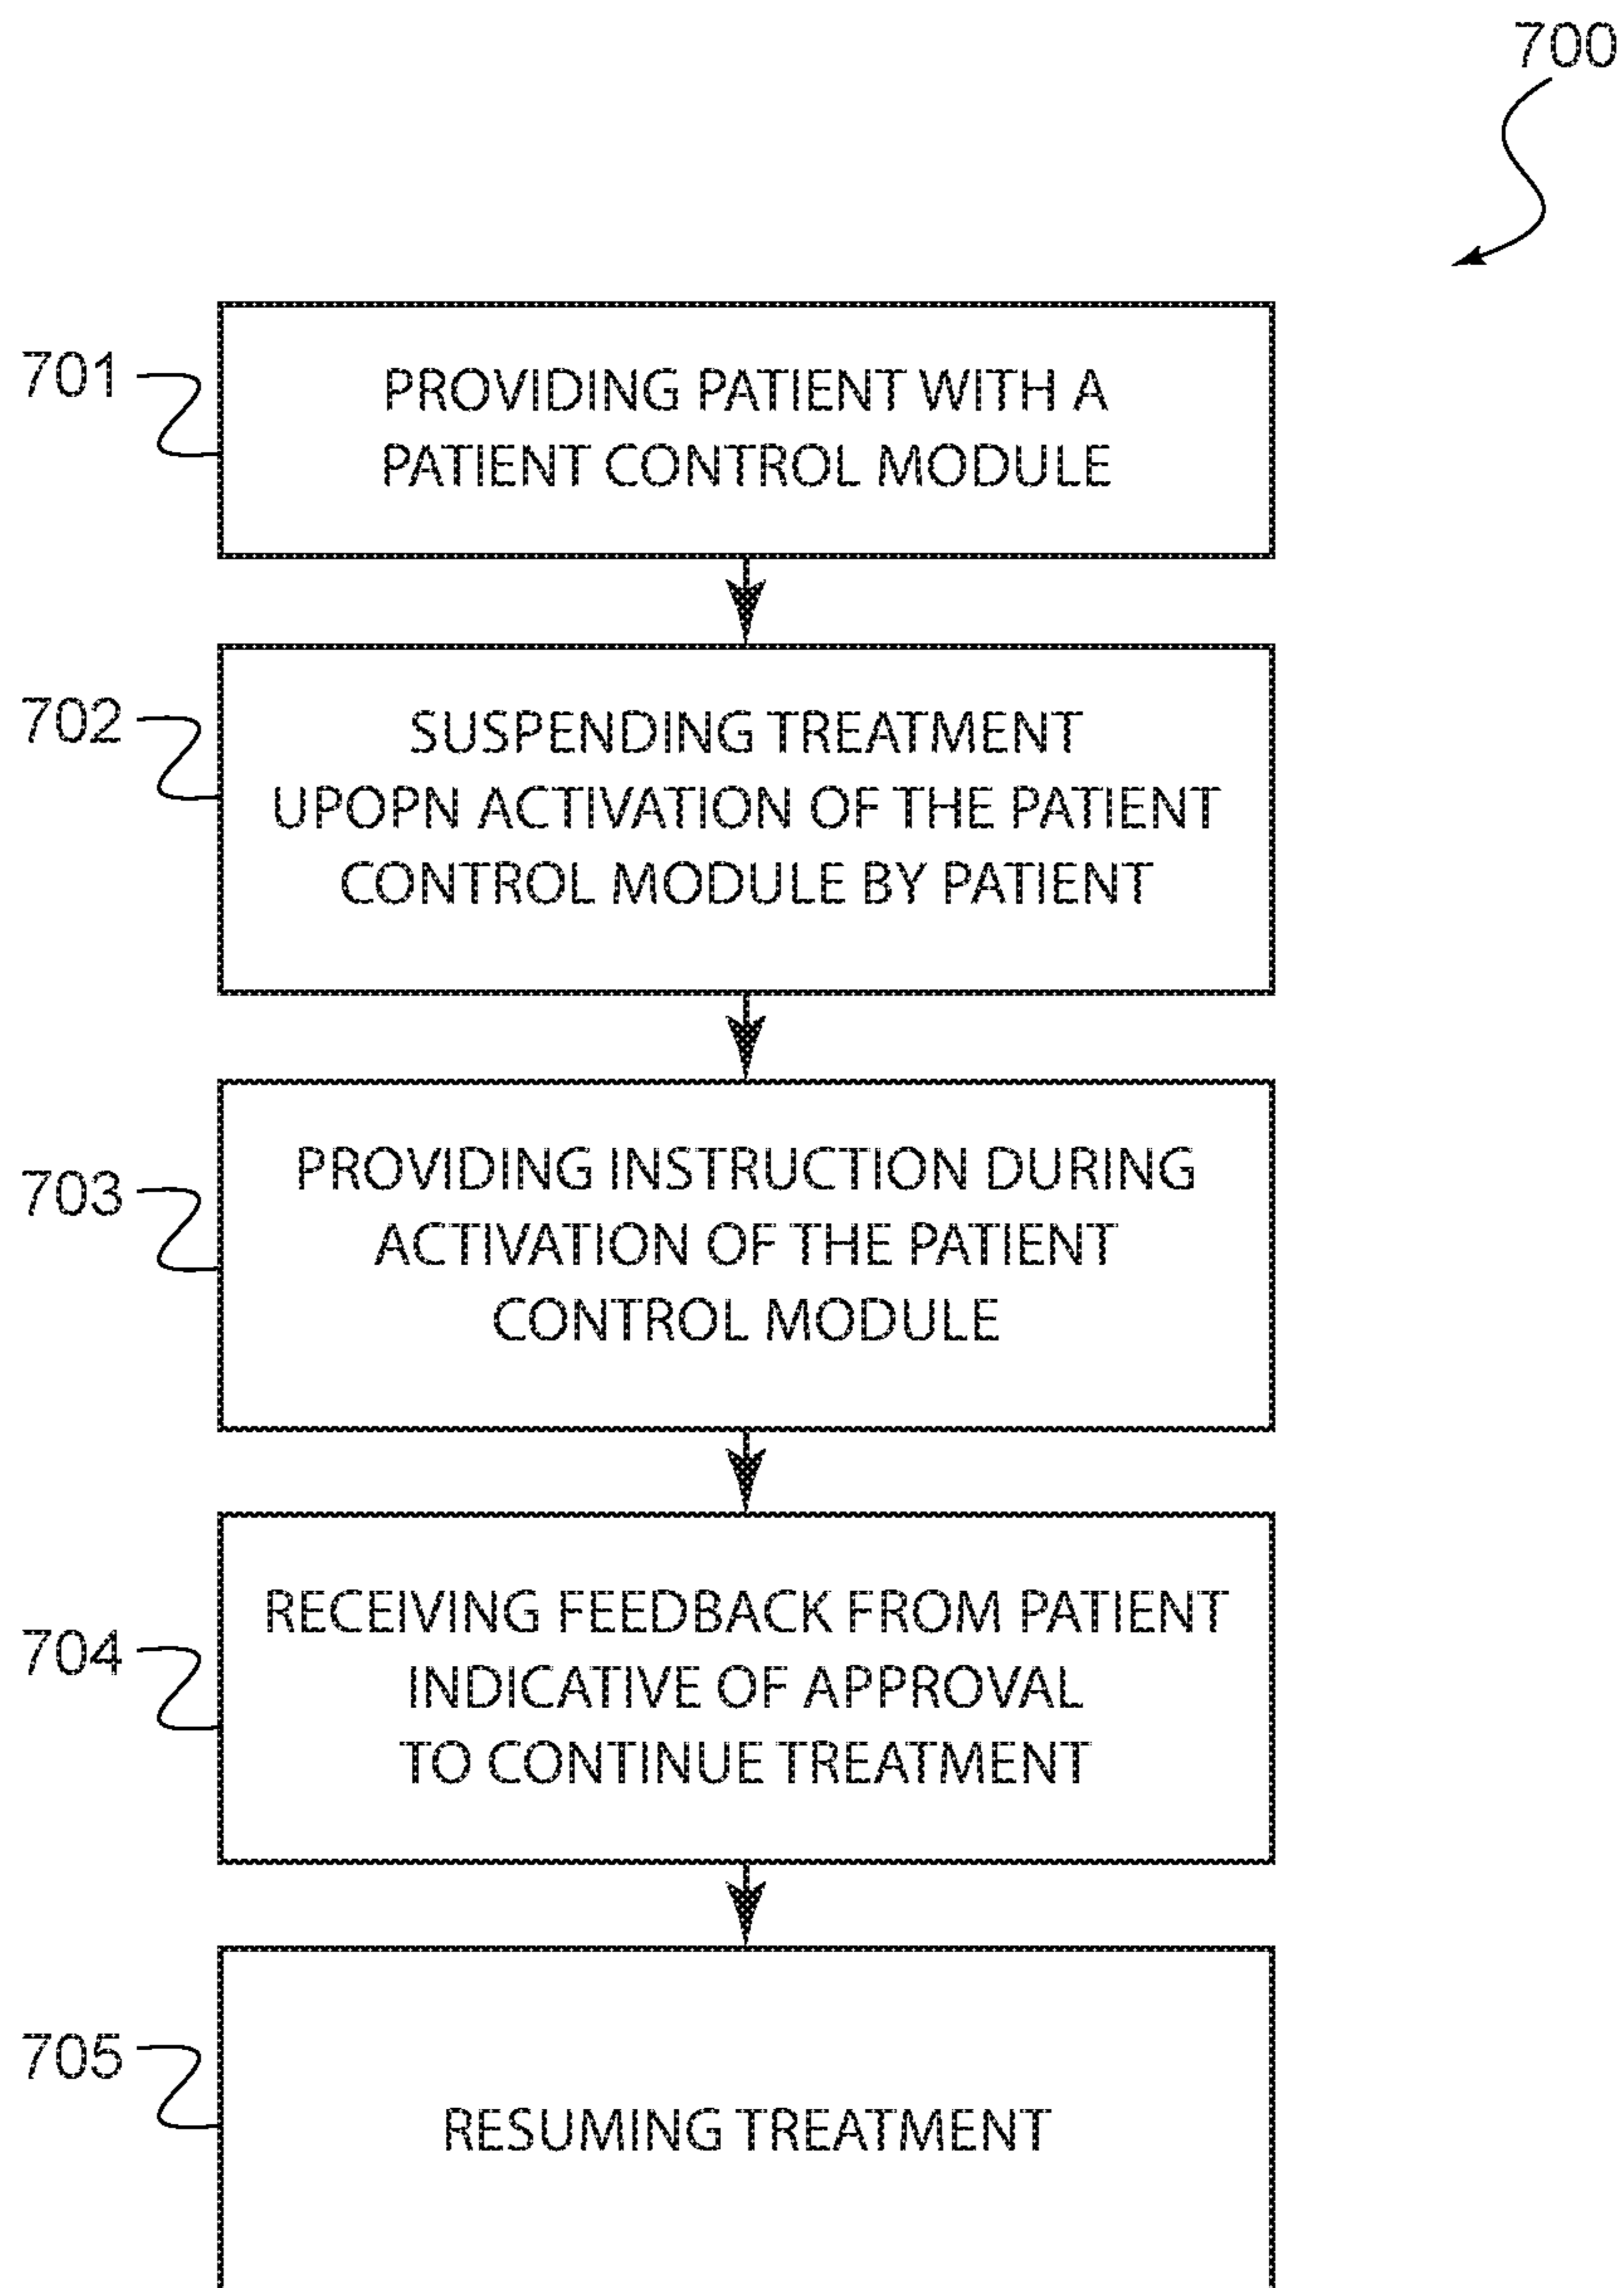 700
701
PROVIDING PATIENT WITH A
PATIENT CONTROL MODULE
702
SUSPENDING TREATMENT
UPOPN ACTIVATION OF THE PATIENT
CONTROL MODULE BY PATIENT
703
PROVIDING INSTRUCTION DURING
ACTIVATION OF THE PATIENT
CONTROL MODULE
704
RECEIVING FEEDBACK FROM PATIENT
INDICATIVE OF APPROVAL
TO CONTINUE TREATMENT
705
RESUMING TREATMENT